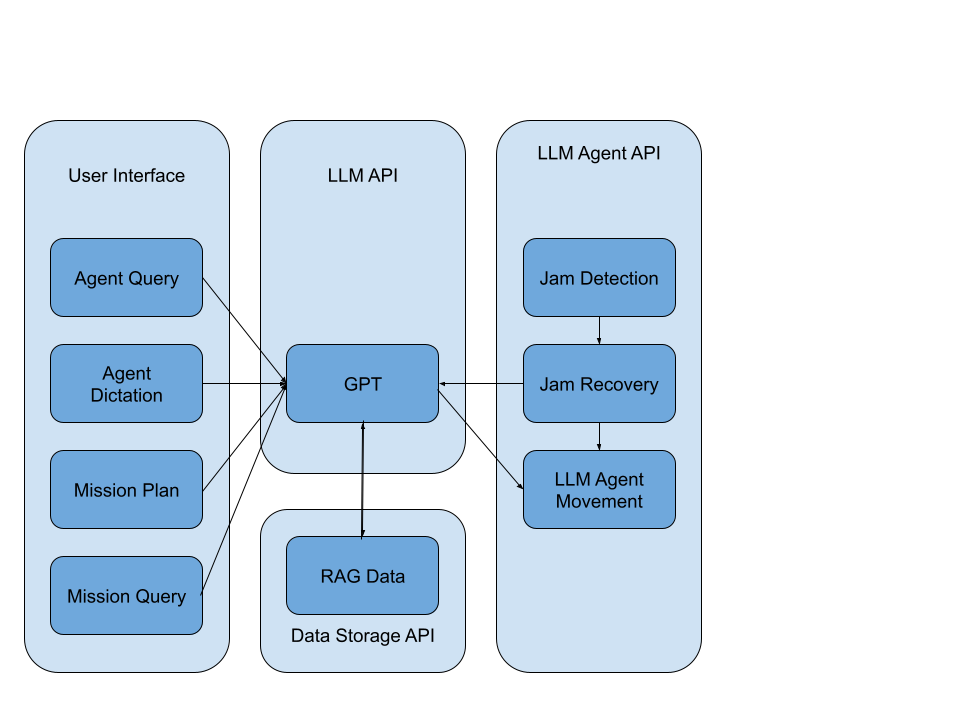 User Interface
Agent Query
Agent
Dictation
Mission Plan
Mission Query
LLM API
GPT
RAG Data
Data Storage API
LLM Agent API
Jam Detection
Jam Recovery
LLM Agent
Movement